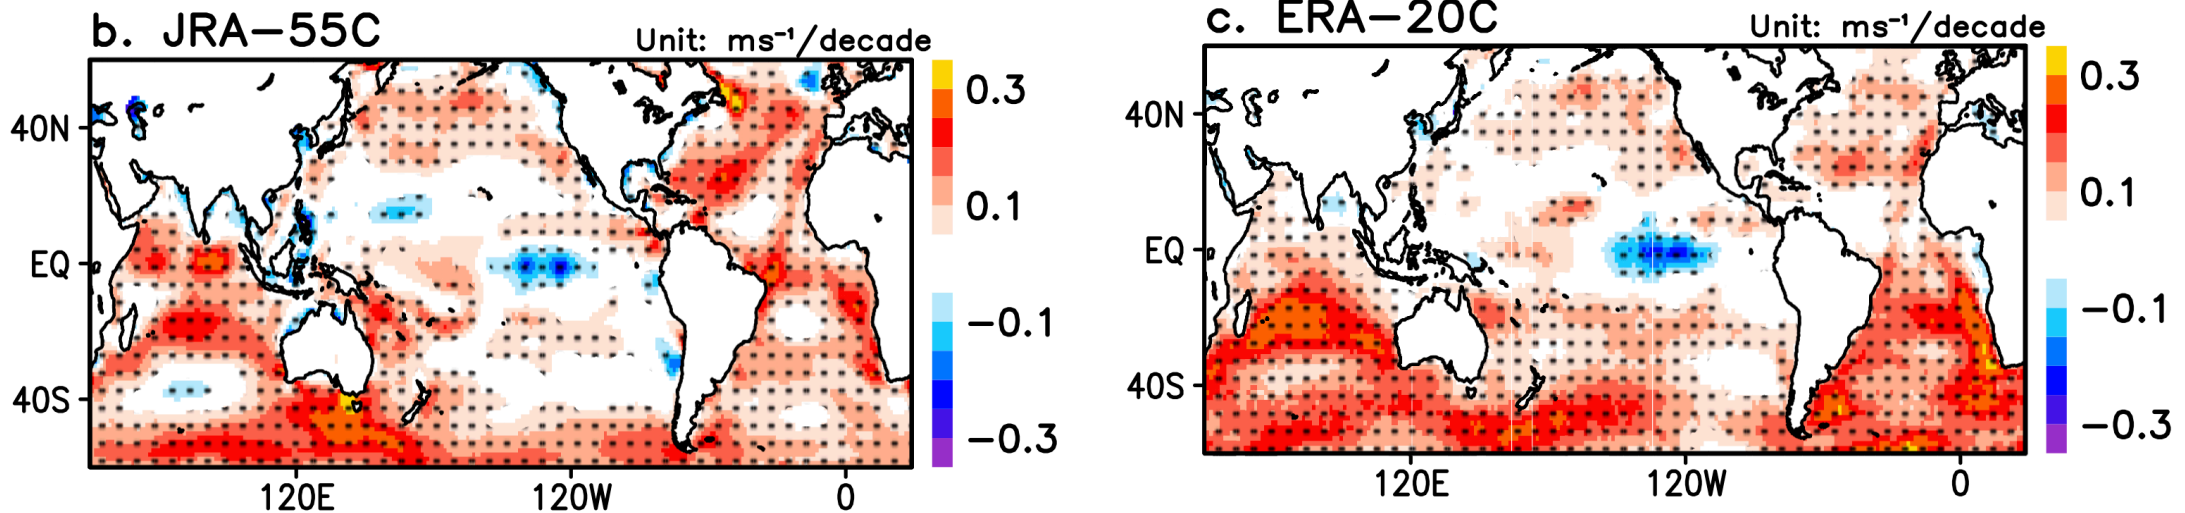 b. JRA−55C
Unit: ms⁻¹/decade
40N
EQ
40S
120E
120W
0
0.3
0.1
−0.1
−0.3
c. ERA−20C
Unit: ms⁻¹/decade
40N
EQ
40S
120E
120W
0
0.3
0.1
−0.1
−0.3